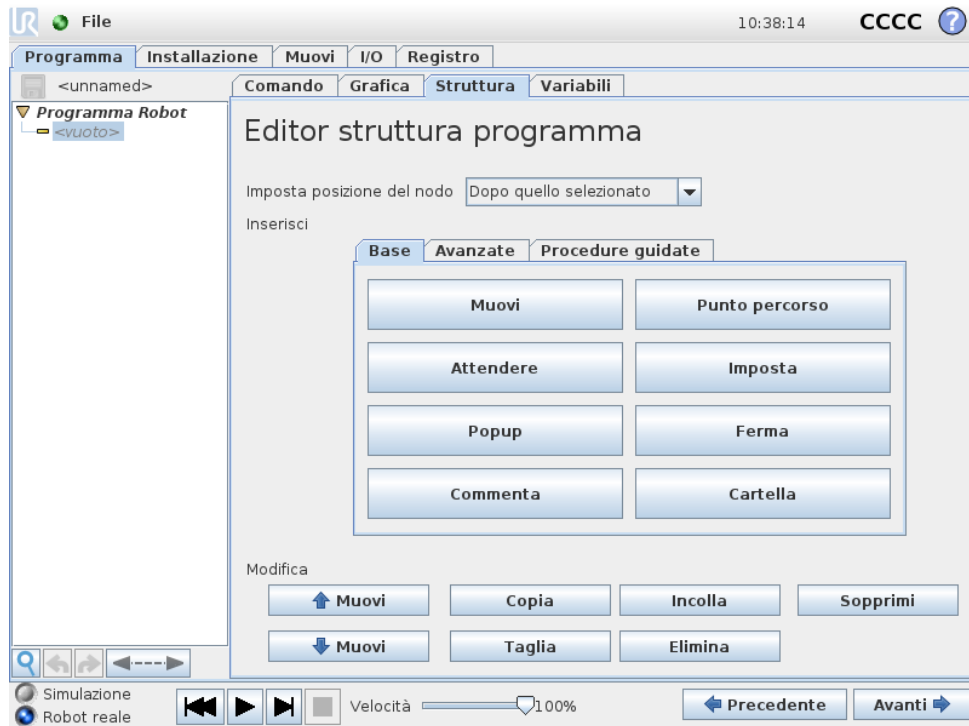 UR File 10:38:14 CCCC ?
Programma Installazione Muovi I/O Registro
<unnamed> Comando Grafica Struttura Variabili
Programma Robot
<vuoto>
Editor struttura programma
Imposta posizione del nodo Dopo quello selezionato
Inserisci
Base Avanzate Procedure guidate
Muovi Punto percorso
Attendere Imposta
Popup Ferma
Commenta Cartella
Modifica
Muovi Copia Incolla Sopprimi
Muovi Taglia Elimina
Simulazione
Robot reale
Velocità 100% Precedente Avanti